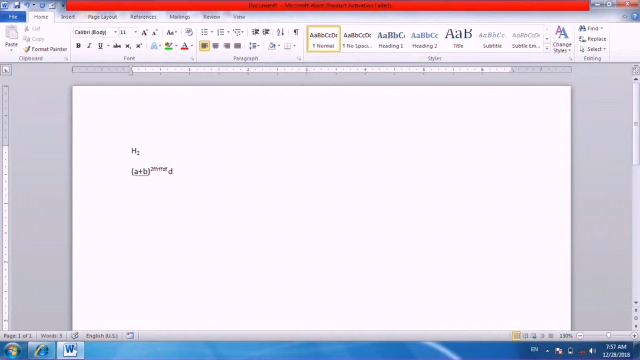 Document1 - Microsoft Word (Product Activation Failed)
File Home Insert Page Layout References Mailings Review View
Cut
Copy
Format Painter
Paste
Clipboard
Calibri (Body) 11
Font
Paragraph
AaBbCcDc AaBbCcDc AaBbC AaBbCc AaB AaBbCc. AaBbCcDc
¶ Normal ¶ No Spac... Heading 1 Heading 2 Title Subtitle Subtle Em...
Styles
Change Styles
Find
Replace
Select
Editing
H₂
(a+b) d
Page: 1 of 1 Words: 3 English (U.S.) 130%
EN 7:57 AM
12/28/2018